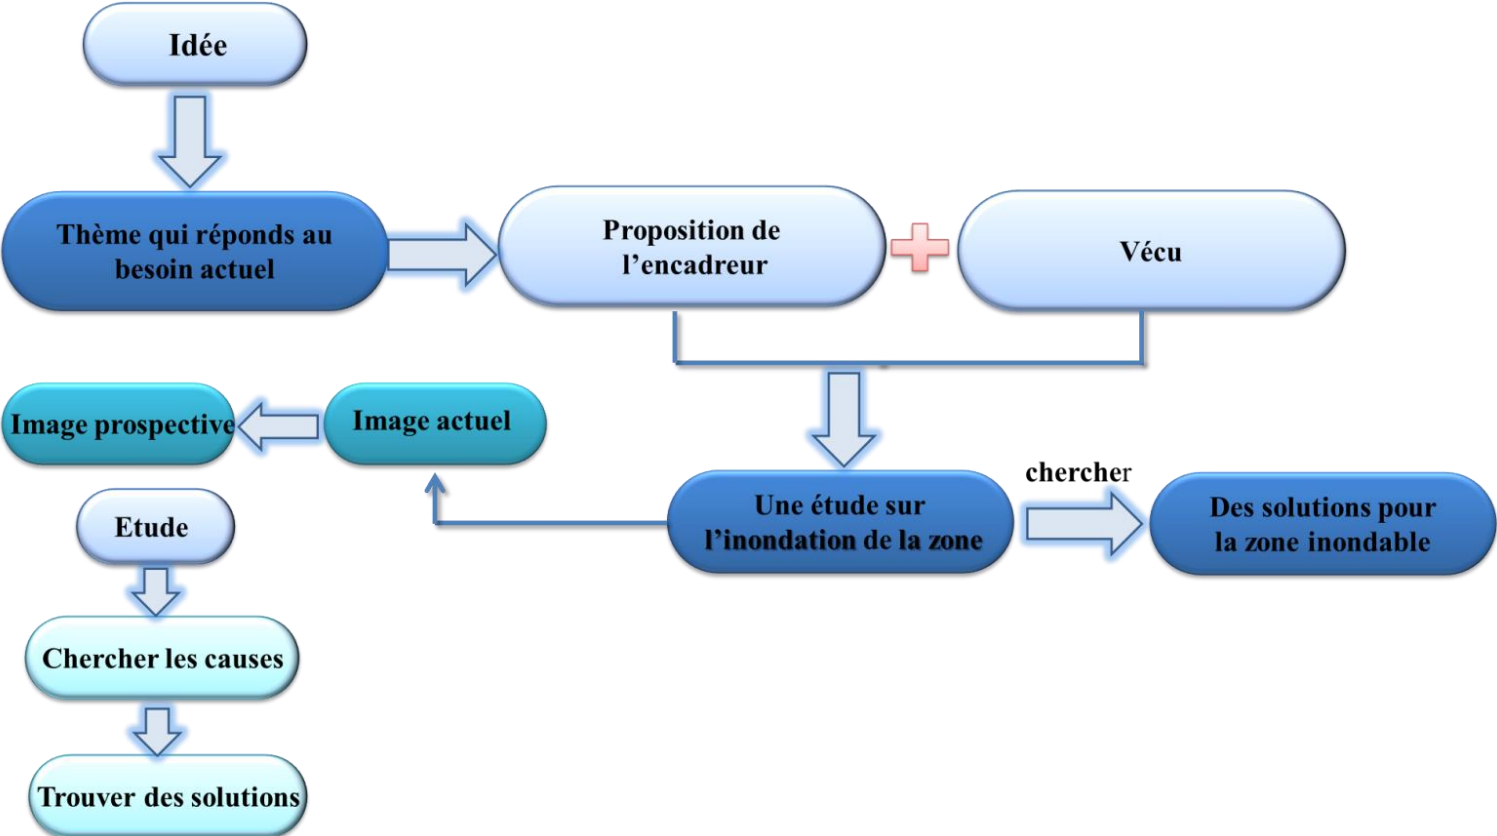 Idée
Thème qui réponds au
besoin actuel
Proposition de
l’encadreur
Vécu
Image prospective
Image actuel
chercher
Une étude sur
l’inondation de la zone
Des solutions pour
la zone inondable
Etude
Chercher les causes
Trouver des solutions